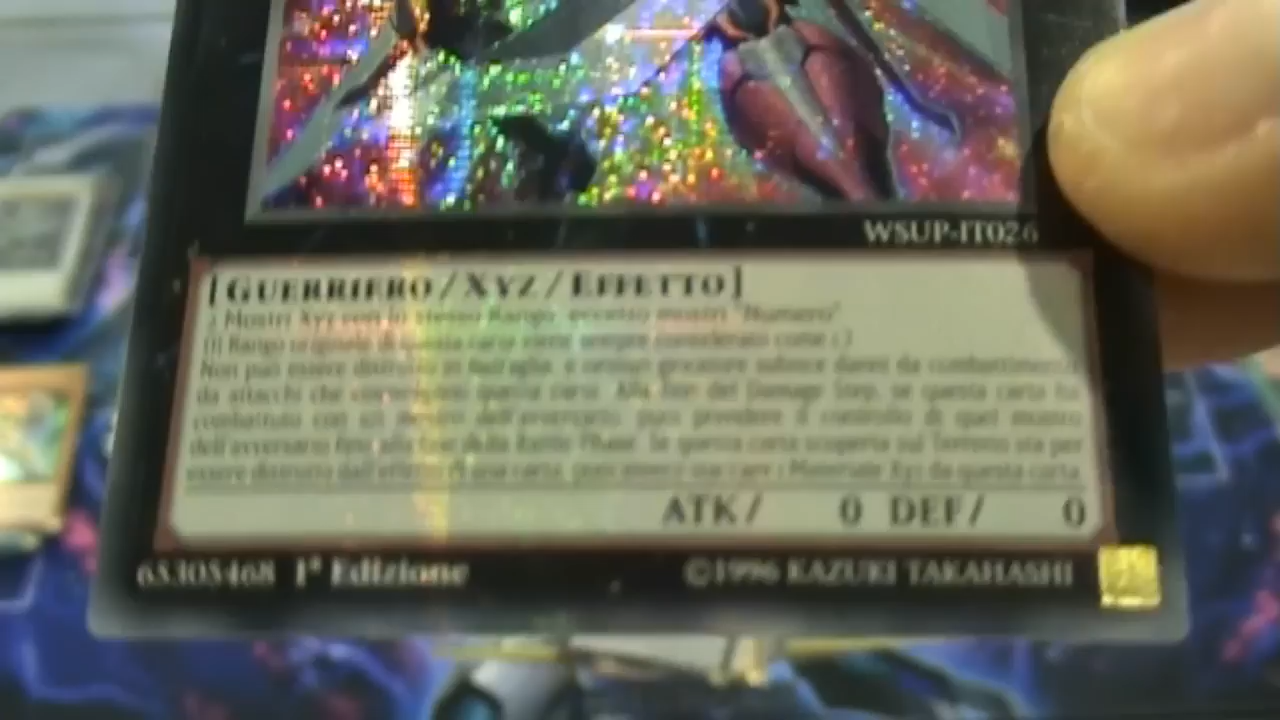 WSUP-IT026
[GUERRIERO/XYZ/EFFETTO]
2 Mostri Xyz con lo stesso Rango, eccetto mostri "Numero"
(Il Rango originale di questa carta viene sempre considerato come 1.)
Non può essere distrutto in battaglia, e nessun giocatore subisce danni da combattimento
da attacchi che coinvolgono questa carta. Alla fine del Damage Step, se questa carta ha
combattuto con un mostro dell'avversario: puoi prendere il controllo di quel mostro
dell'avversario fino alla fine della Battle Phase. Se questa carta scoperta sul Terreno sta per
essere distrutta dall'effetto di una carta, puoi invece staccare 1 Materiale Xyz da questa carta.
ATK/ 0 DEF/ 0
65305468 1ª Edizione ©1996 KAZUKI TAKAHASHI